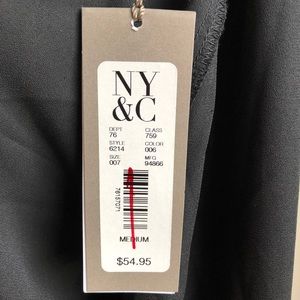 NY
&C
DEPT CLASS
76 759
STYLE COLOR
6214 006
SIZE MFG
007 94866
MEDIUM
$54.95